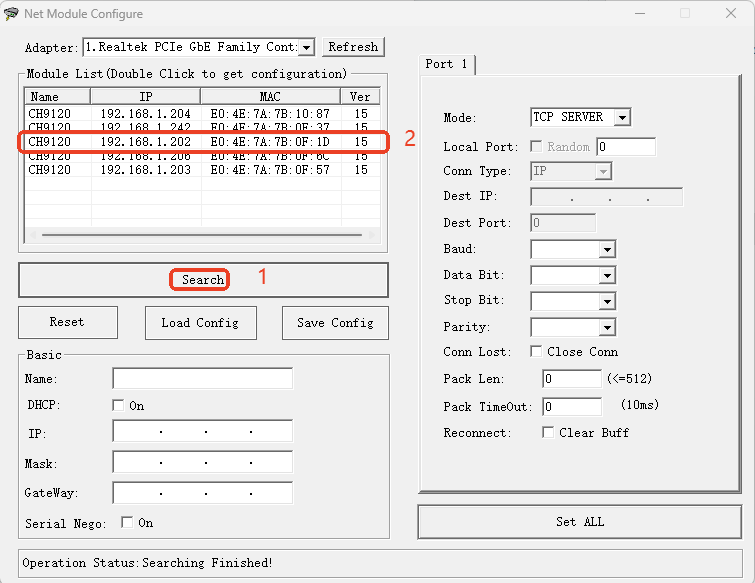 Net Module Configure
Adapter: 1.Realtek PCIe GbE Family Cont: Refresh
Module List(Double Click to get configuration)
Name IP MAC Ver
CH9120 192.168.1.204 E0:4E:7A:7B:10:87 15
CH9120 192.168.1.242 E0:4E:7A:7B:0F:37 15
CH9120 192.168.1.202 E0:4E:7A:7B:0F:1D 15
2
CH9120 192.168.1.206 E0:4E:7A:7B:0F:6C 15
CH9120 192.168.1.203 E0:4E:7A:7B:0F:57 15
Search
1
Reset
Load Config
Save Config
Basic
Name:
DHCP: On
IP: . . .
Mask: . . .
GateWay: . . .
Serial Nego: On
Port 1
Mode: TCP SERVER
Local Port: Random 0
Conn Type: IP
Dest IP: . . .
Dest Port: 0
Baud:
Data Bit:
Stop Bit:
Parity:
Conn Lost: Close Conn
Pack Len: 0 (<=512)
Pack TimeOut: 0 (10ms)
Reconnect: Clear Buff
Set ALL
Operation Status:Searching Finished!